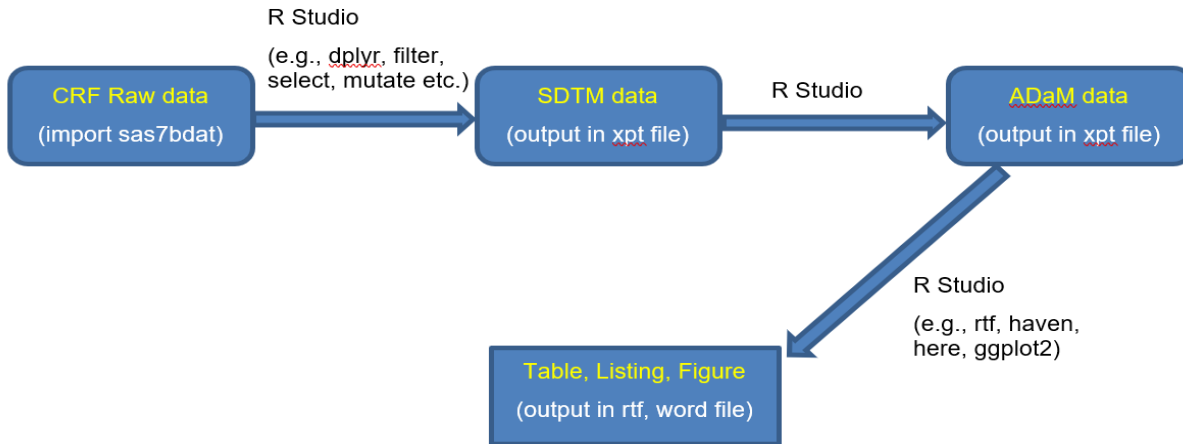 R Studio
(e.g., dplyr, filter,
select, mutate etc.)
CRF Raw data
(import sas7bdat)
SDTM data
(output in xpt file)
R Studio
ADaM data
(output in xpt file)
R Studio
(e.g., rtf, haven,
here, ggplot2)
Table, Listing, Figure
(output in rtf, word file)